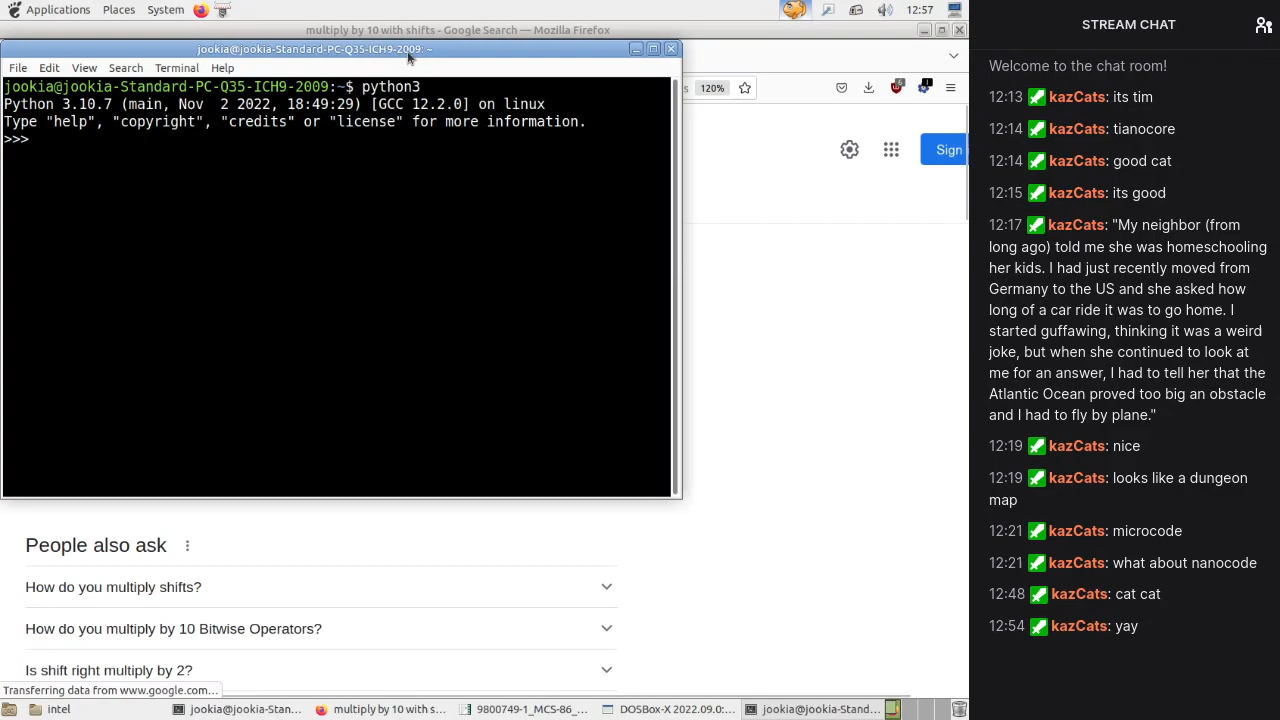 Applications Places System 12:57
multiply by 10 with shifts - Google Search — Mozilla Firefox
jookia@jookia-Standard-PC-Q35-ICH9-2009: ~
File Edit View Search Terminal Help
jookia@jookia-Standard-PC-Q35-ICH9-2009:~$ python3
Python 3.10.7 (main, Nov  2 2022, 18:49:29) [GCC 12.2.0] on linux
Type "help", "copyright", "credits" or "license" for more information.
>>>
s 120%
6
Sign
People also ask
How do you multiply shifts?
How do you multiply by 10 Bitwise Operators?
Is shift right multiply by 2?
Transferring data from www.google.com…
intel
jookia@jookia-Stan…
multiply by 10 with s…
9800749-1_MCS-86_…
DOSBox-X 2022.09.0:…
jookia@jookia-Stand…
STREAM CHAT
Welcome to the chat room!
12:13 kazCats: its tim
12:14 kazCats: tianocore
12:14 kazCats: good cat
12:15 kazCats: its good
12:17 kazCats: "My neighbor (from
long ago) told me she was homeschooling
her kids. I had just recently moved from
Germany to the US and she asked how
long of a car ride it was to go home. I
started guffawing, thinking it was a weird
joke, but when she continued to look at
me for an answer, I had to tell her that the
Atlantic Ocean proved too big an obstacle
and I had to fly by plane."
12:19 kazCats: nice
12:19 kazCats: looks like a dungeon
map
12:21 kazCats: microcode
12:21 kazCats: what about nanocode
12:48 kazCats: cat cat
12:54 kazCats: yay